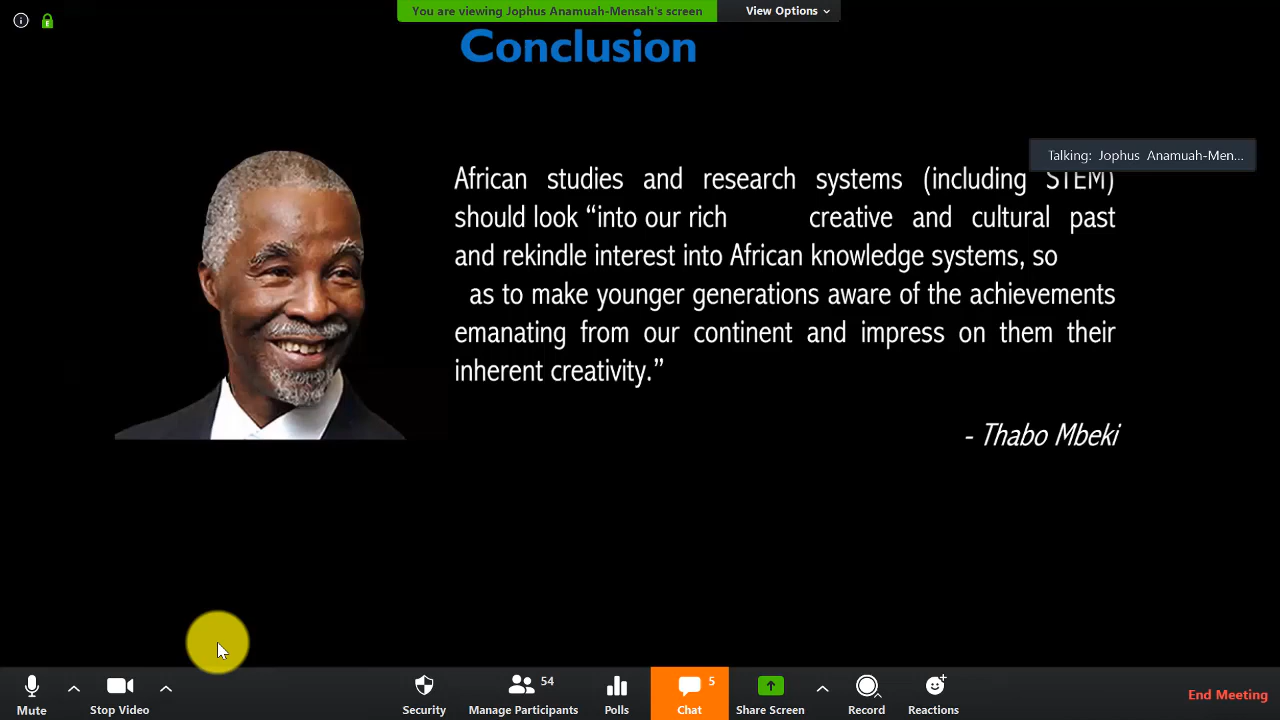 You are viewing Jophus Anamuah-Mensah's screen
View Options
E
Conclusion
Talking: Jophus Anamuah-Men...
African studies and research systems (including STEM)
should look “into our rich creative and cultural past
and rekindle interest into African knowledge systems, so
as to make younger generations aware of the achievements
emanating from our continent and impress on them their
inherent creativity.”
- Thabo Mbeki
Mute
Stop Video
Security
54
Manage Participants
Polls
5
Chat
Share Screen
Record
Reactions
End Meeting